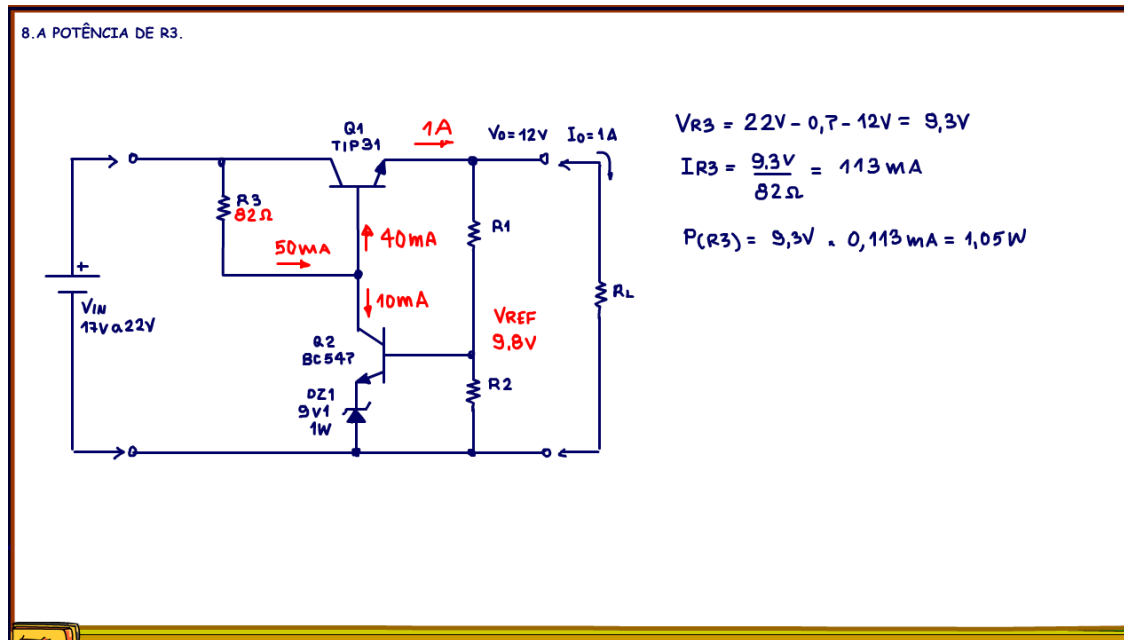 8.A POTÊNCIA DE R3.
Q1
TIP31
1A
Vo=12V Io=1A
R3
82Ω
50mA
40mA
R1
10mA
+
VIN
17V a 22V
Q2
BC547
VREF
9,8V
R2
RL
DZ1
9V1
1W
VR3 = 22V - 0,7 - 12V = 9,3V
IR3 = 9,3V = 113 mA
82Ω
P(R3) = 9,3V . 0,113 mA = 1,05W